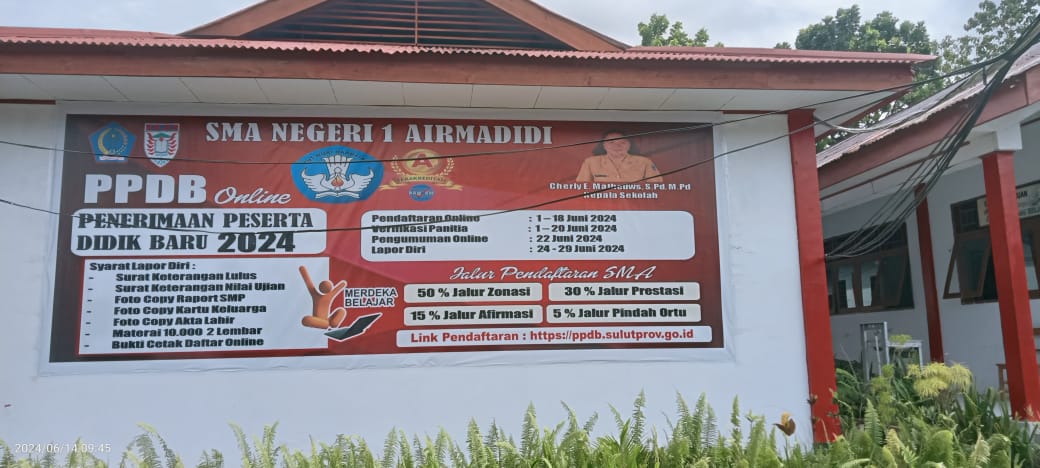 SMA NEGERI 1 AIRMADIDI
PPDB Online
PENERIMAAN PESERTA
DIDIK BARU 2024
Cherly E. Malhauws, S.Pd,M.Pd
Kepala Sekolah
Pendaftaran Online : 1 – 18 Juni 2024
Verifikasi Panitia : 1 – 20 Juni 2024
Pengumuman Online : 22 Juni 2024
Lapor Diri : 24 - 29 Juni 2024
Syarat Lapor Diri :
- Surat Keterangan Lulus
- Surat Keterangan Nilai Ujian
- Foto Copy Raport SMP
- Foto Copy Kartu Keluarga
- Foto Copy Akta Lahir
- Materai 10.000 2 Lembar
- Bukti Cetak Daftar Online
MERDEKA
BELAJAR
Jalur Pendaftaran SMA
50 % Jalur Zonasi
30 % Jalur Prestasi
15 % Jalur Afirmasi
5 % Jalur Pindah Ortu
Link Pendaftaran : https://ppdb.sulutprov.go.id
2024/06/14 09:45